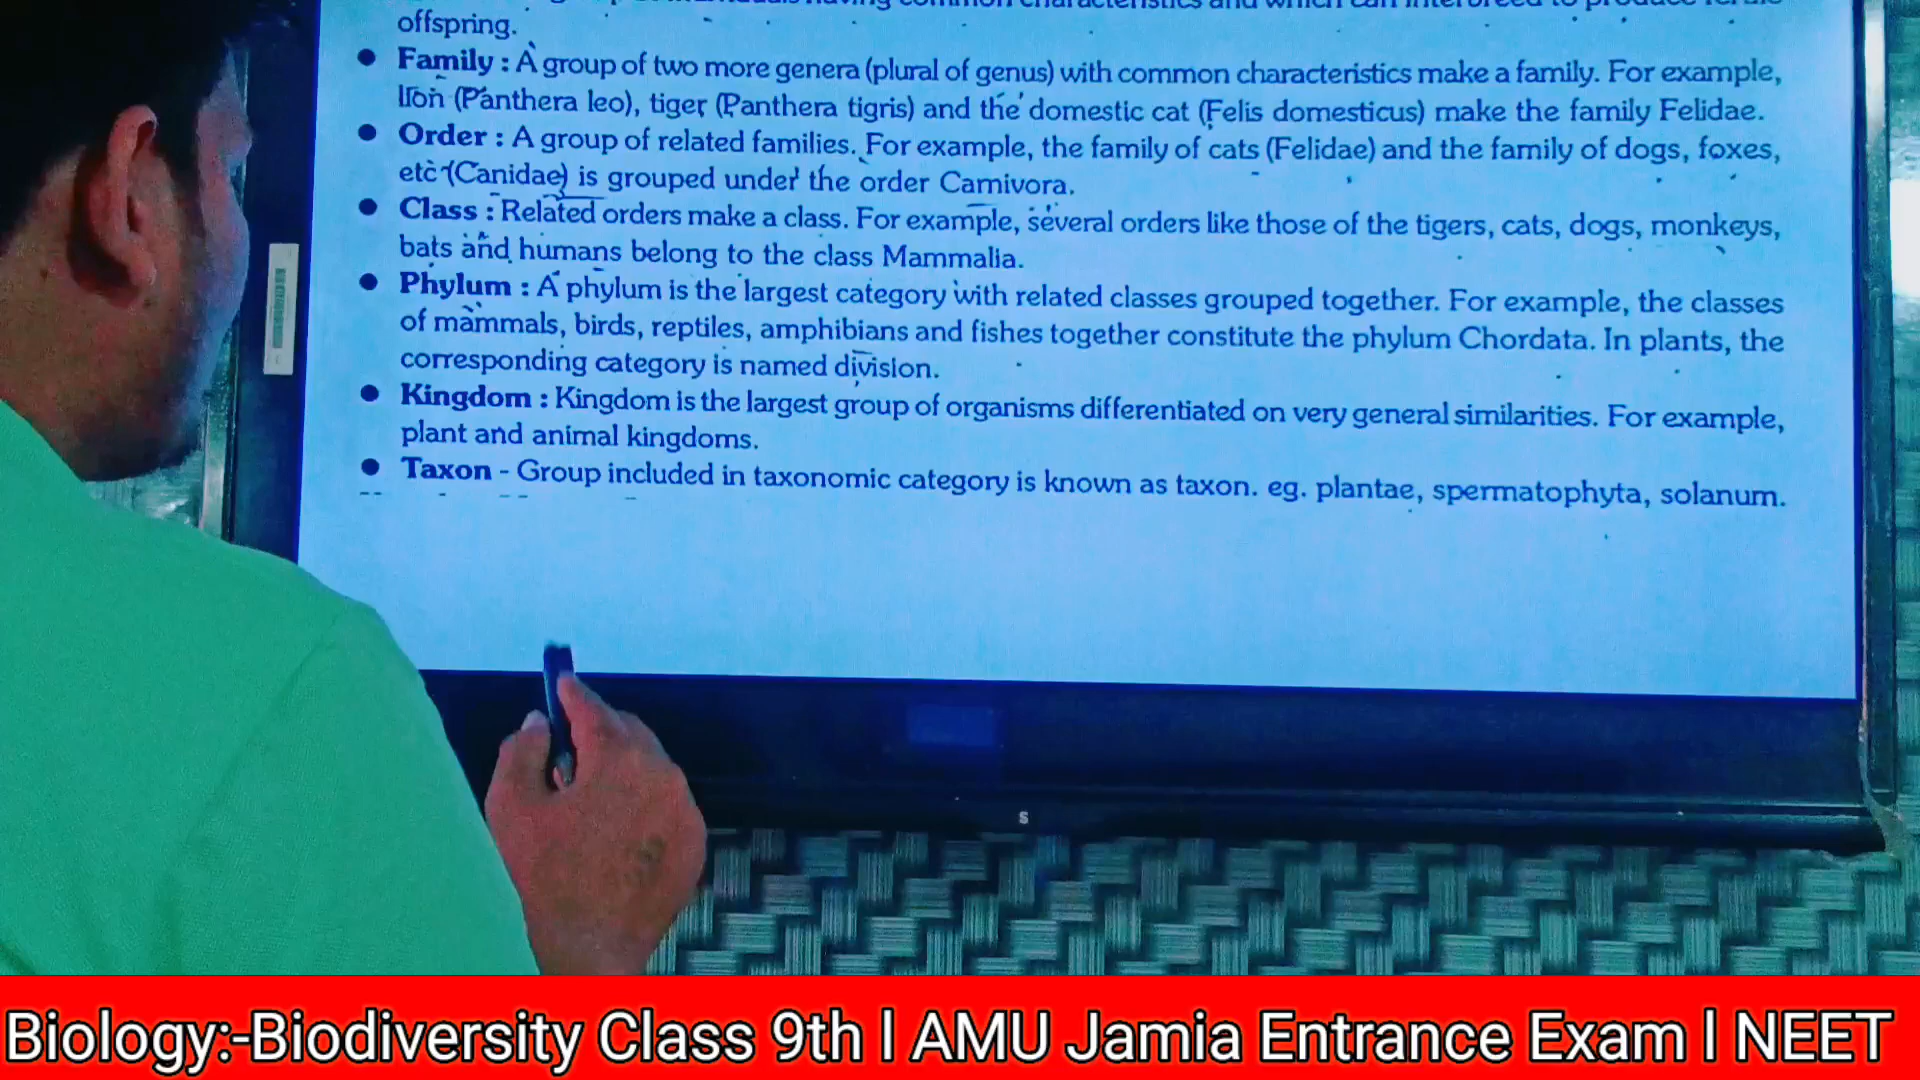 common characteristics and which can interbreed to produce
offspring.
• Family : A group of two more genera (plural of genus) with common characteristics make a family. For example,
lion (Panthera leo), tiger (Panthera tigris) and the domestic cat (Felis domesticus) make the family Felidae.
• Order : A group of related families. For example, the family of cats (Felidae) and the family of dogs, foxes,
etc (Canidae) is grouped under the order Carnivora.
• Class : Related orders make a class. For example, several orders like those of the tigers, cats, dogs, monkeys,
bats and humans belong to the class Mammalia.
• Phylum : A phylum is the largest category with related classes grouped together. For example, the classes
of mammals, birds, reptiles, amphibians and fishes together constitute the phylum Chordata. In plants, the
corresponding category is named division.
• Kingdom : Kingdom is the largest group of organisms differentiated on very general similarities. For example,
plant and animal kingdoms.
• Taxon - Group included in taxonomic category is known as taxon. eg. plantae, spermatophyta, solanum.
S
Biology:-Biodiversity Class 9th l AMU Jamia Entrance Exam l NEET